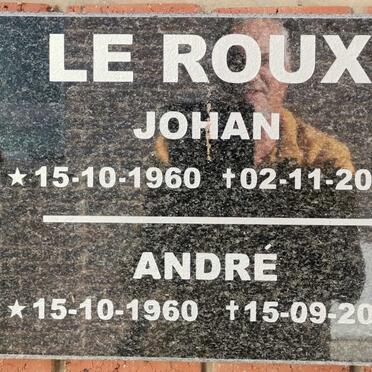 LE ROUX
JOHAN
★15-10-1960 †02-11-20
ANDRÉ
★15-10-1960 †15-09-20